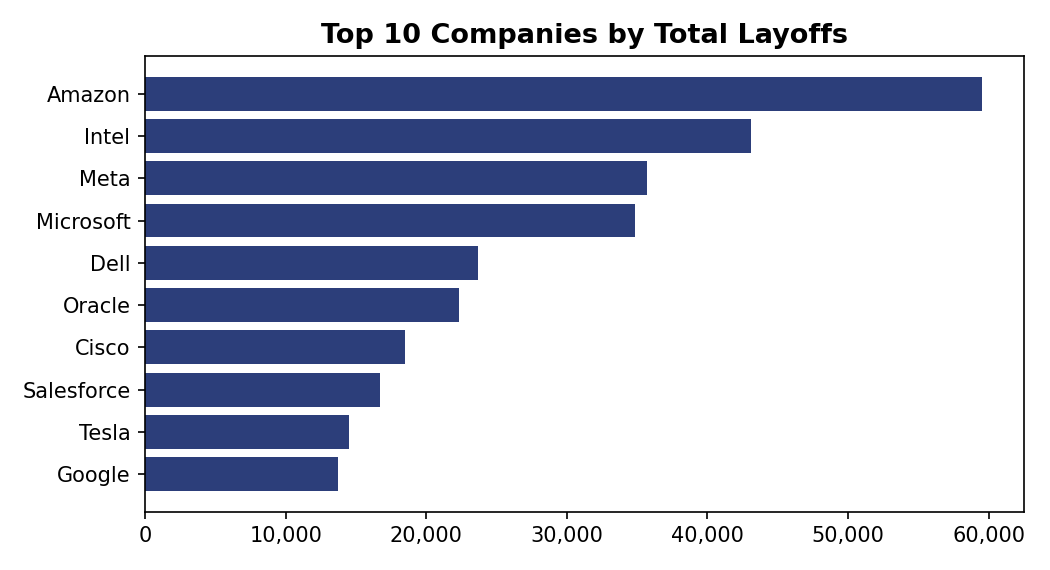 Top 10 Companies by Total Layoffs
Amazon
Intel
Meta
Microsoft
Dell
Oracle
Cisco
Salesforce
Tesla
Google
0 10,000 20,000 30,000 40,000 50,000 60,000